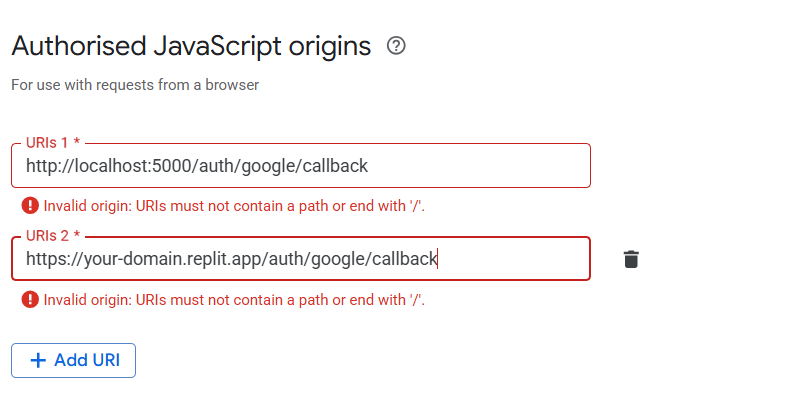 Authorised JavaScript origins
For use with requests from a browser
URIs 1 *
http://localhost:5000/auth/google/callback
Invalid origin: URIs must not contain a path or end with '/'.
URIs 2 *
https://your-domain.replit.app/auth/google/callback
Invalid origin: URIs must not contain a path or end with '/'.
+ Add URI